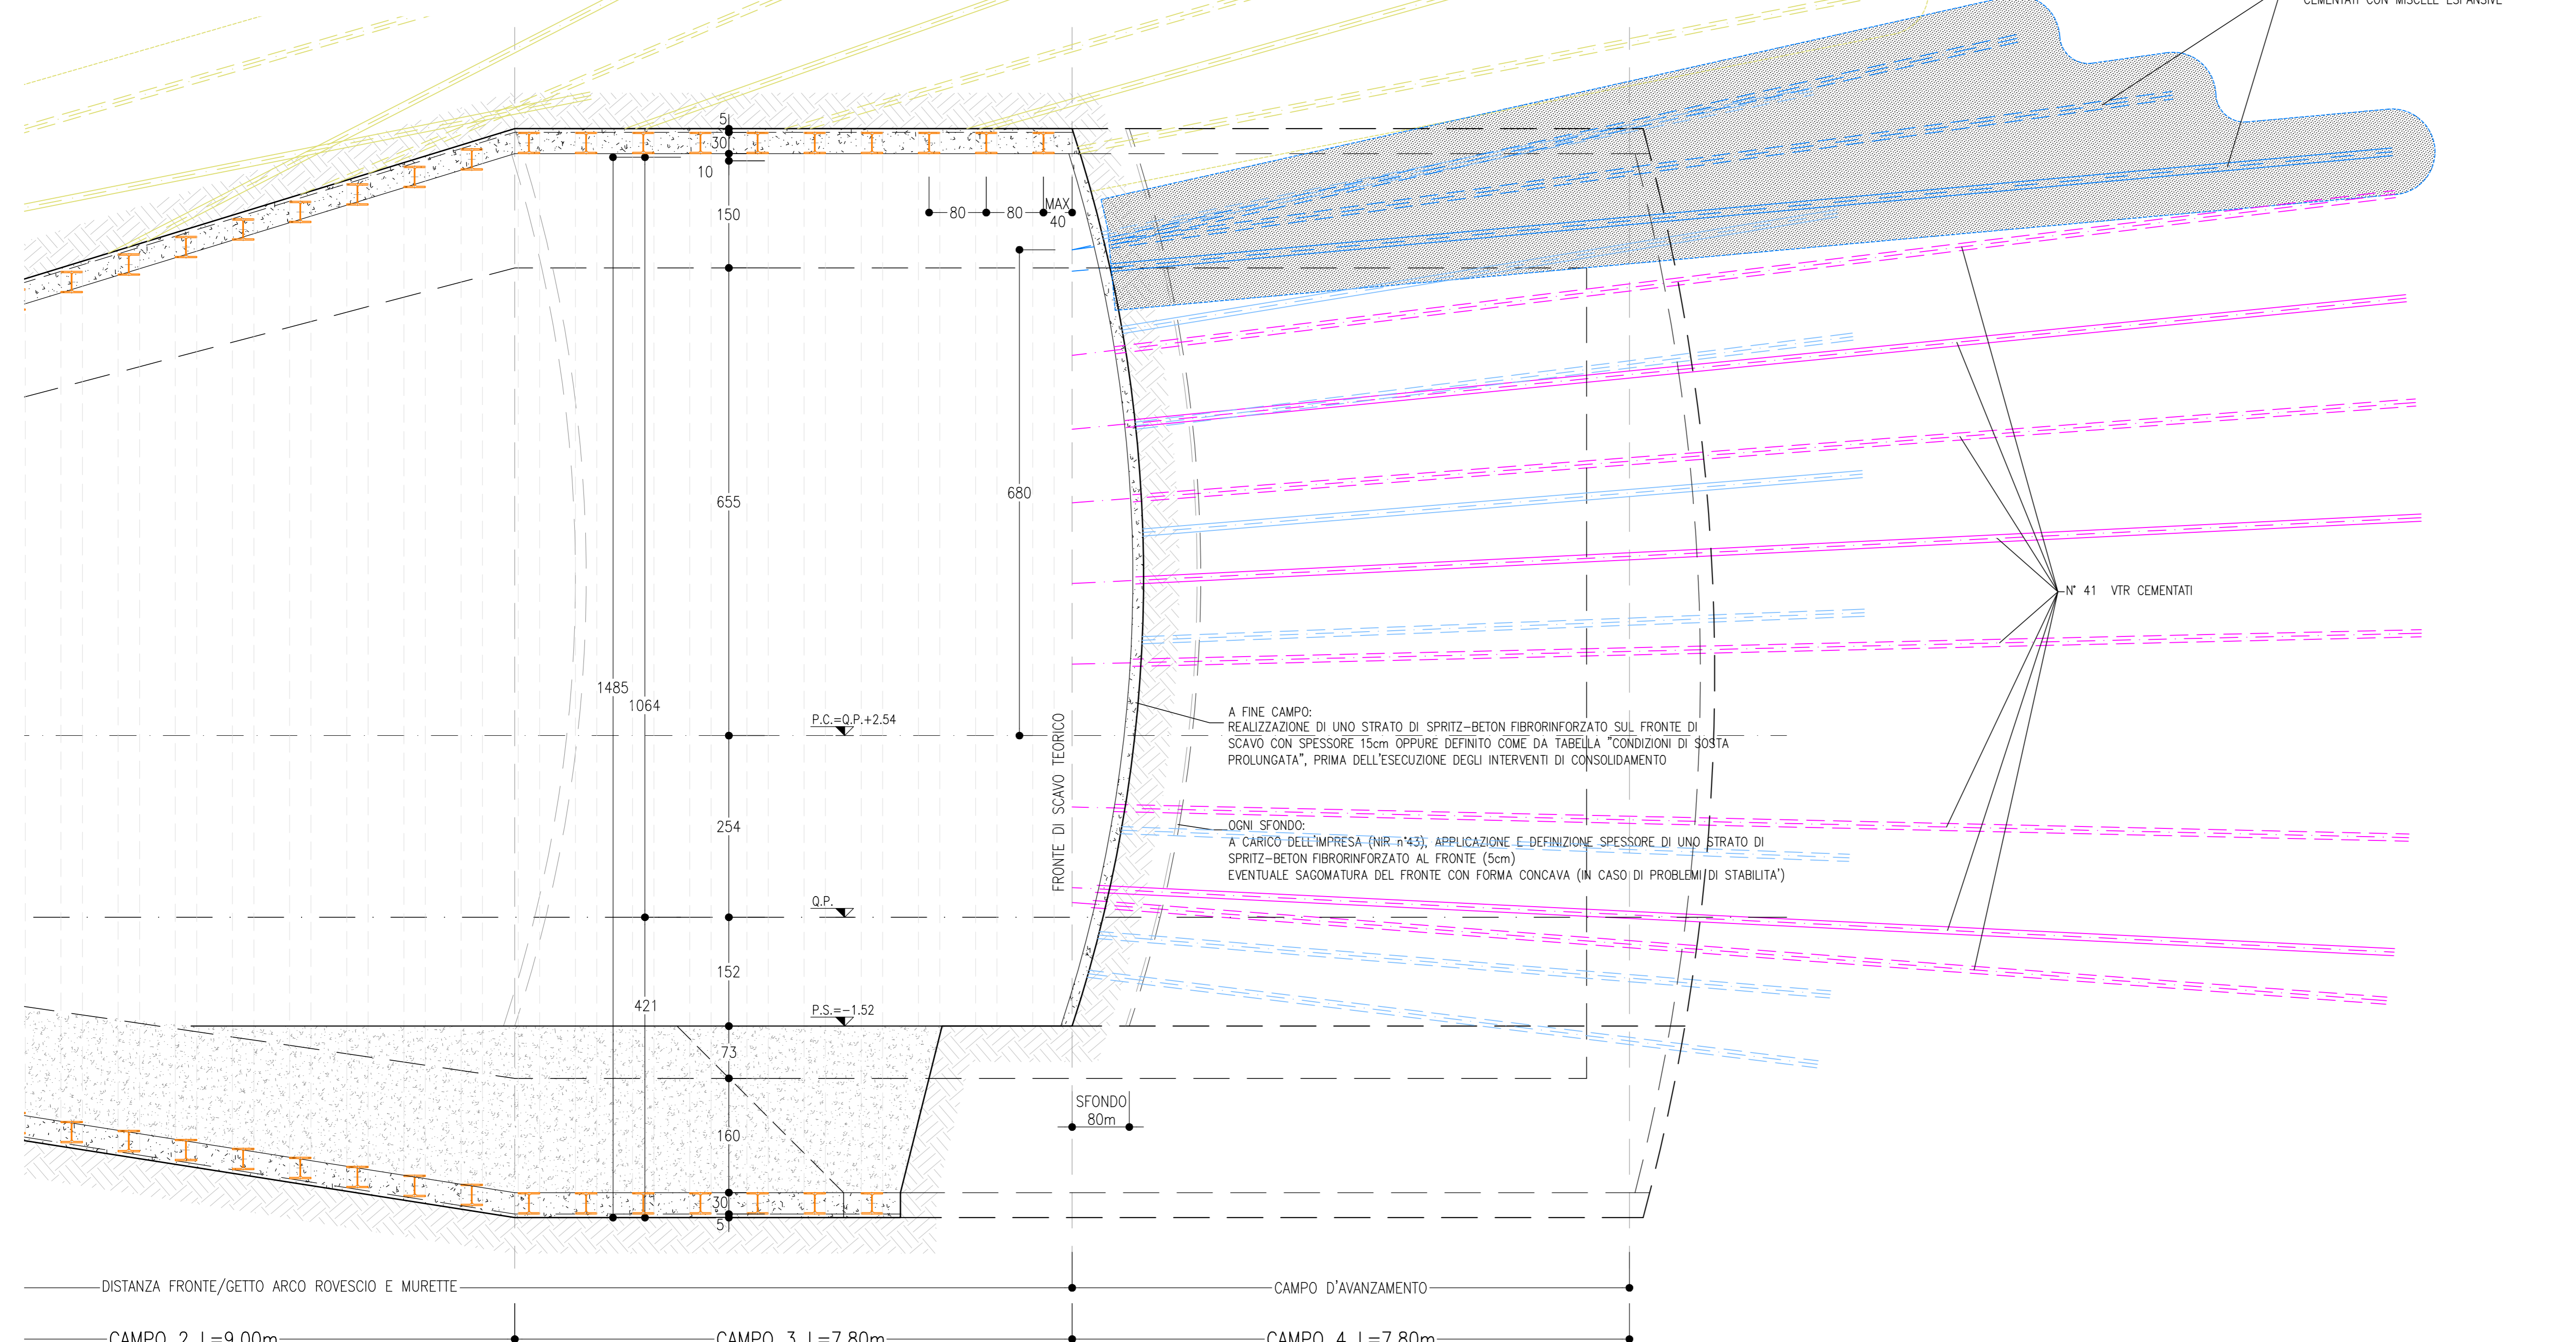 CEMENTATI CON MISCELE ESPANSIVE
5
30
10
150
80
80
MAX
40
655
680
1485
1064
P.C.=Q.P.+2.54
FRONTE DI SCAVO TEORICO
N° 41 VTR CEMENTATI
A FINE CAMPO:
REALIZZAZIONE DI UNO STRATO DI SPRITZ-BETON FIBRORINFORZATO SUL FRONTE DI
SCAVO CON SPESSORE 15cm OPPURE DEFINITO COME DA TABELLA "CONDIZIONI DI SOSTA
PROLUNGATA", PRIMA DELL'ESECUZIONE DEGLI INTERVENTI DI CONSOLIDAMENTO
254
OGNI SFONDO:
A CARICO DELL'IMPRESA (NIR n°43), APPLICAZIONE E DEFINIZIONE SPESSORE DI UNO STRATO DI
SPRITZ-BETON FIBRORINFORZATO AL FRONTE (5cm)
EVENTUALE SAGOMATURA DEL FRONTE CON FORMA CONCAVA (IN CASO DI PROBLEMI DI STABILITA')
Q.P.
152
421
P.S.=-1.52
73
SFONDO
80m
160
30
5
DISTANZA FRONTE/GETTO ARCO ROVESCIO E MURETTE
CAMPO D'AVANZAMENTO
CAMPO 2 L=9.00m
CAMPO 3 L=7.80m
CAMPO 4 L=7.80m